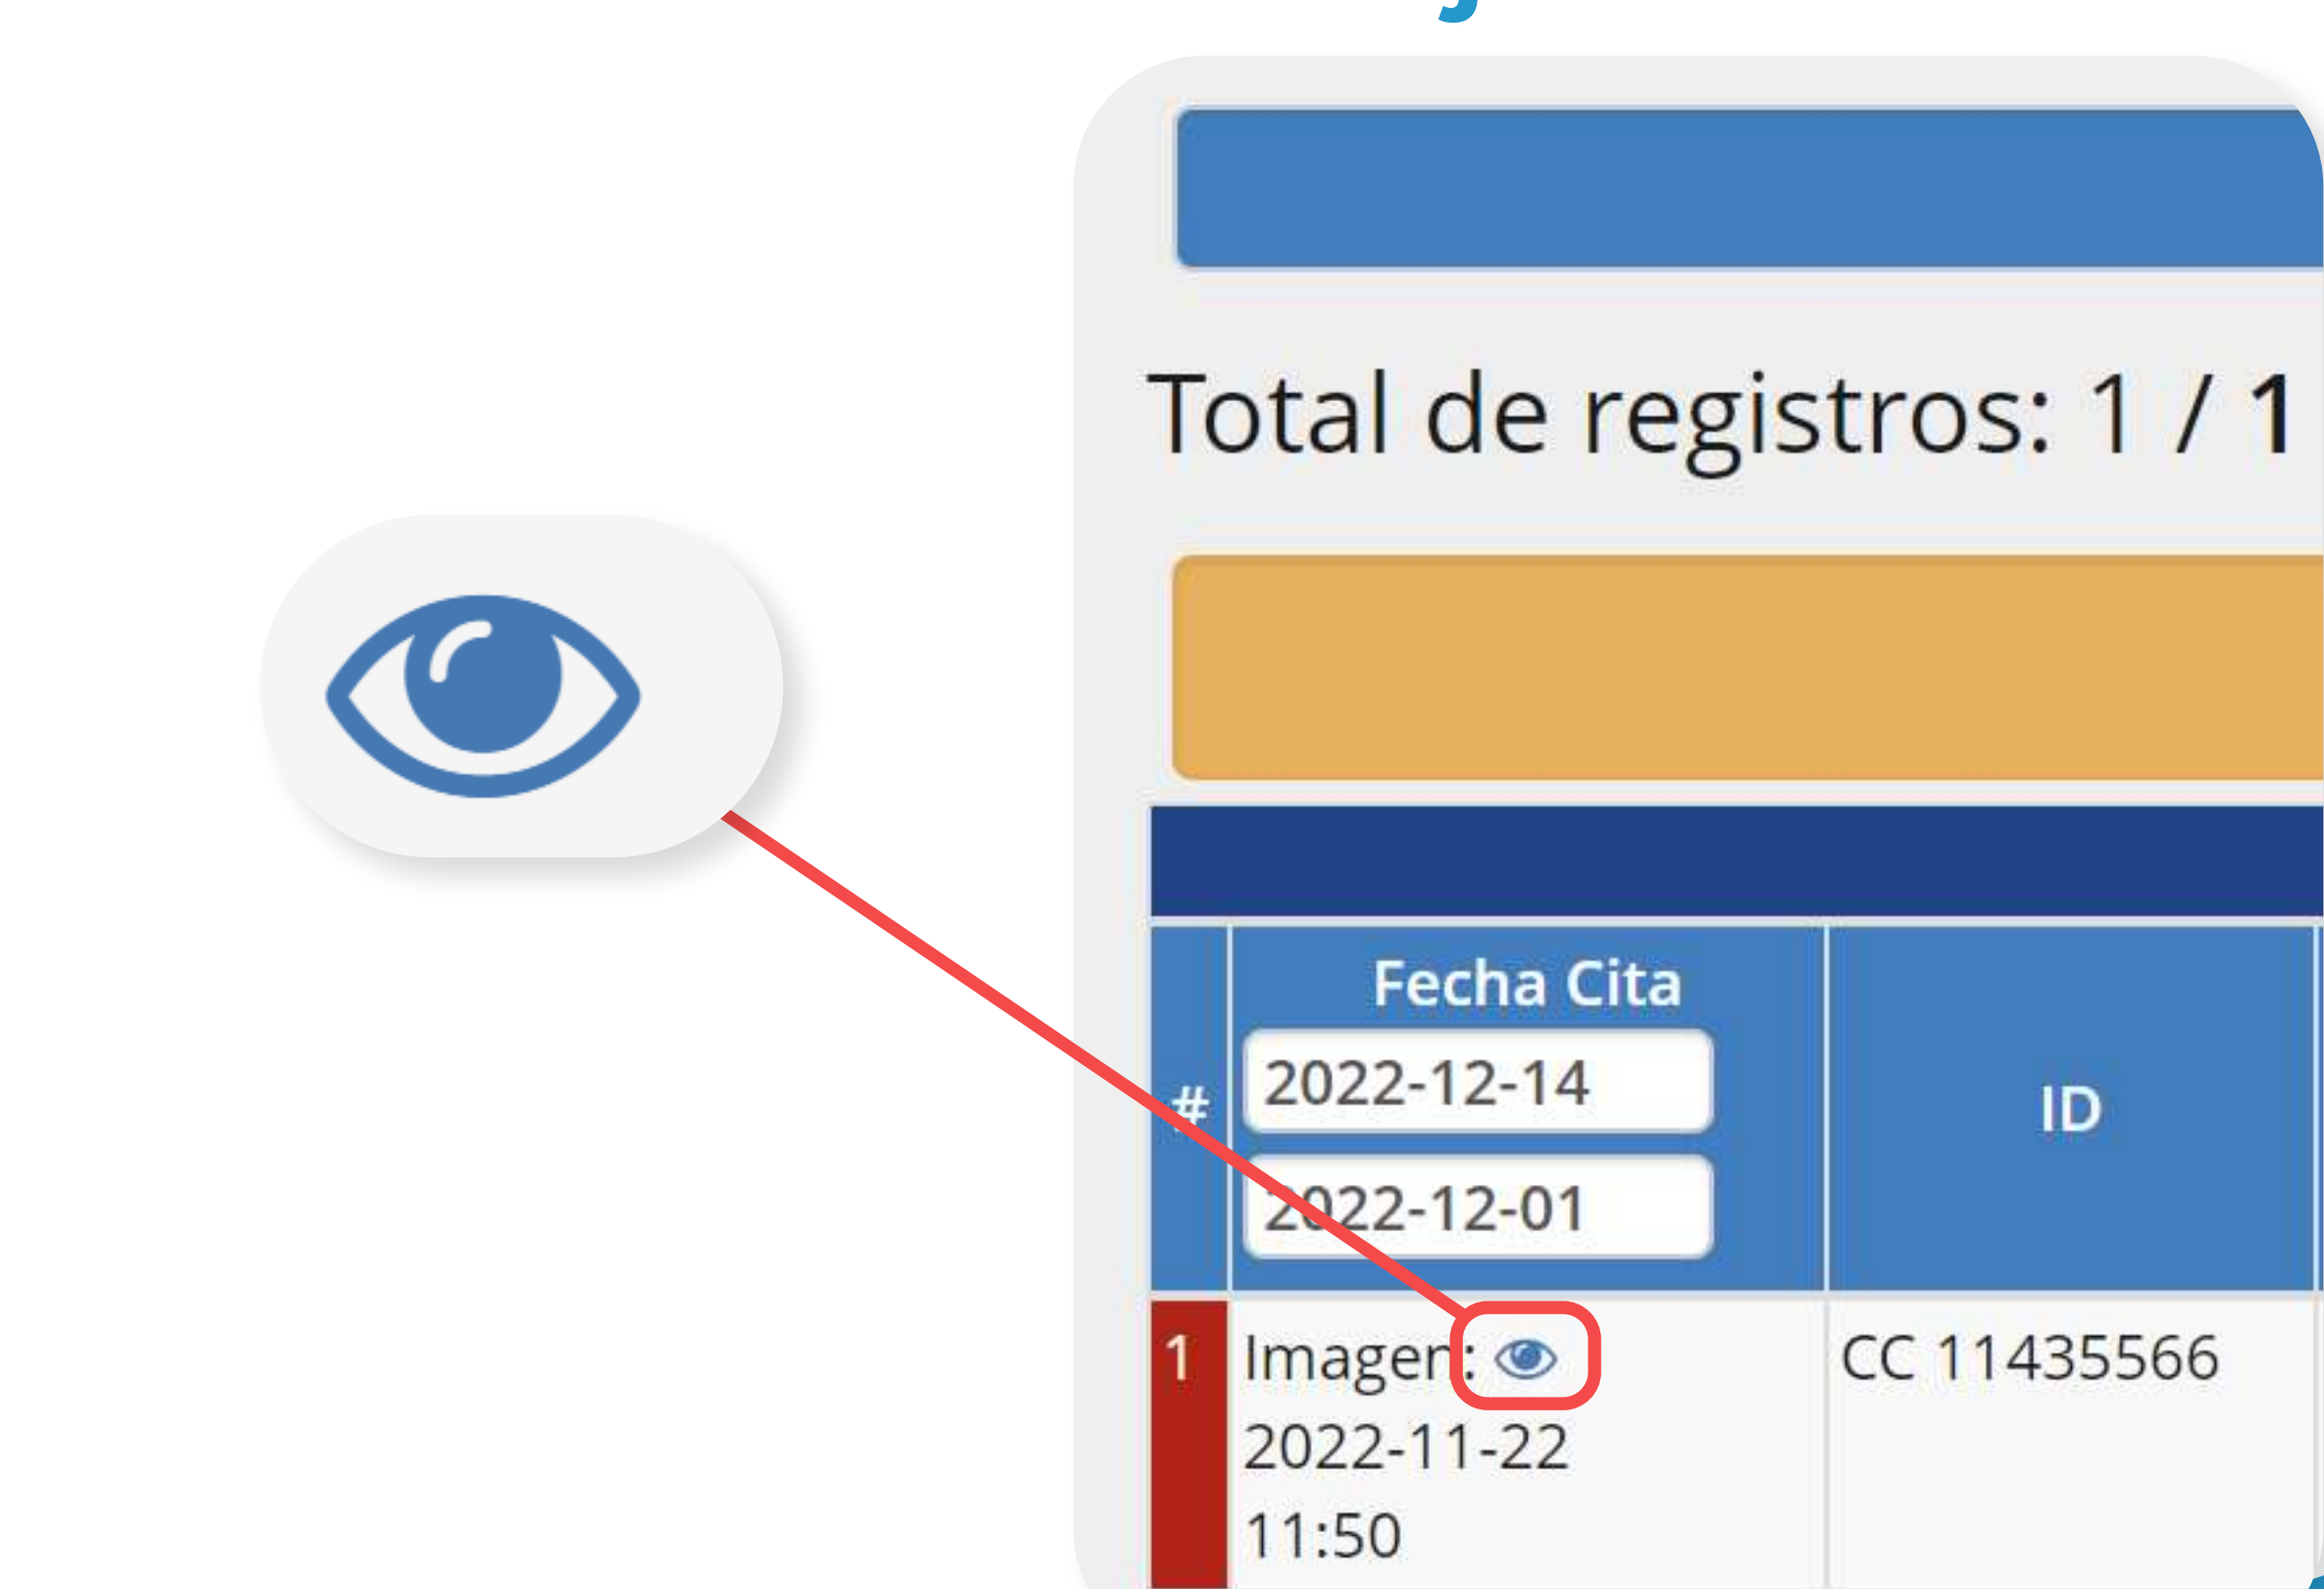 Total de registros: 1 / 1
#
Fecha Cita
2022-12-14
2022-12-01
ID
1
Imagen:
2022-11-22
11:50
CC 11435566